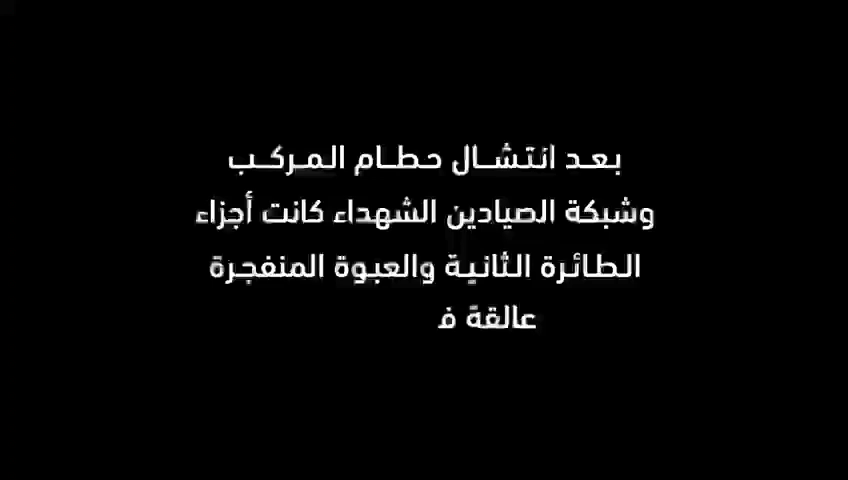 بعد انتشال حطام المركب
وشبكة الصيادين الشهداء كانت أجزاء
الطائرة الثانية والعبوة المنفجرة
عالقة ف